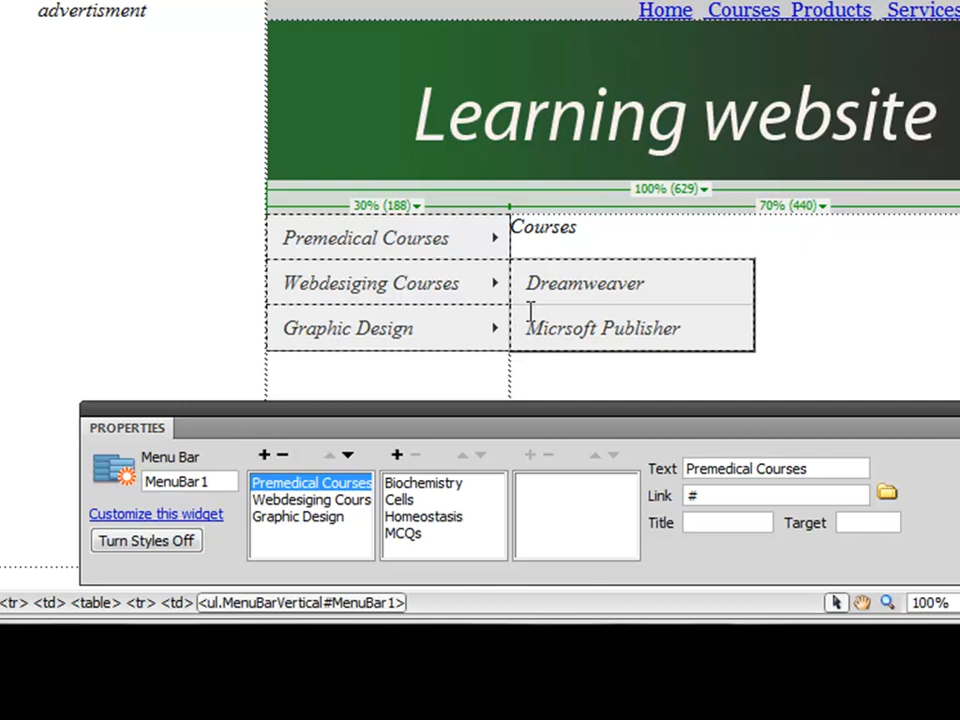 advertisment
Home Courses Products Services
Learning website
100% (629)
30% (188) 70% (440)
Premedical Courses
Courses
Webdesiging Courses
Dreamweaver
Graphic Design
Micrsoft Publisher
PROPERTIES
Menu Bar
MenuBar1
Customize this widget
Turn Styles Off
Premedical Courses
Webdesiging Cours
Graphic Design
Biochemistry
Cells
Homeostasis
MCQs
Text Premedical Courses
Link #
Title Target
<tr> <td> <table> <tr> <td> <ul.MenuBarVertical#MenuBar1> 100%